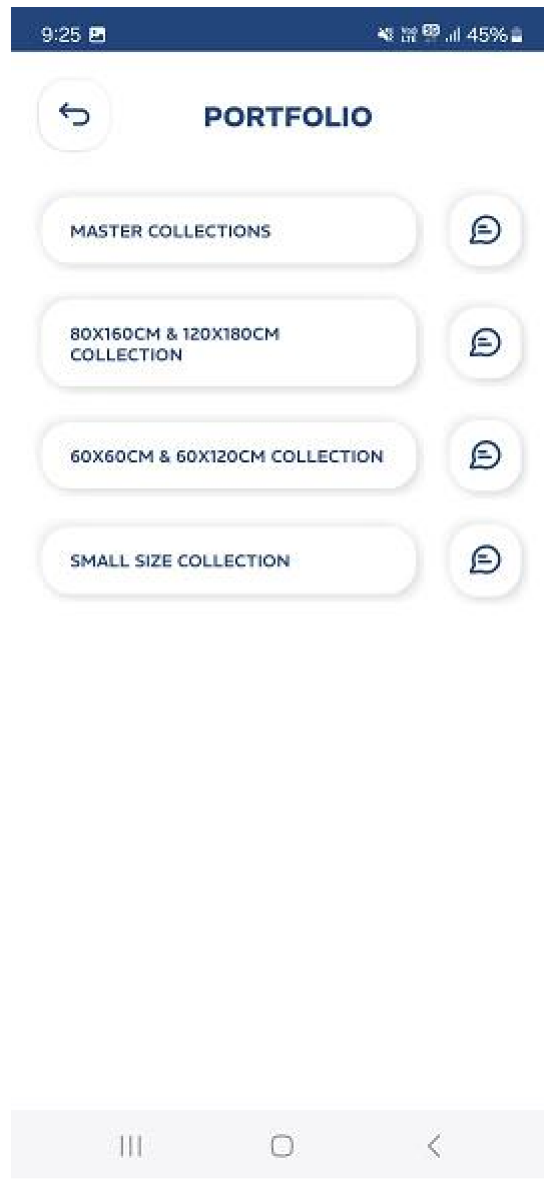 9:25
45%
PORTFOLIO
MASTER COLLECTIONS
80X160CM & 120X180CM
COLLECTION
60X60CM & 60X120CM COLLECTION
SMALL SIZE COLLECTION